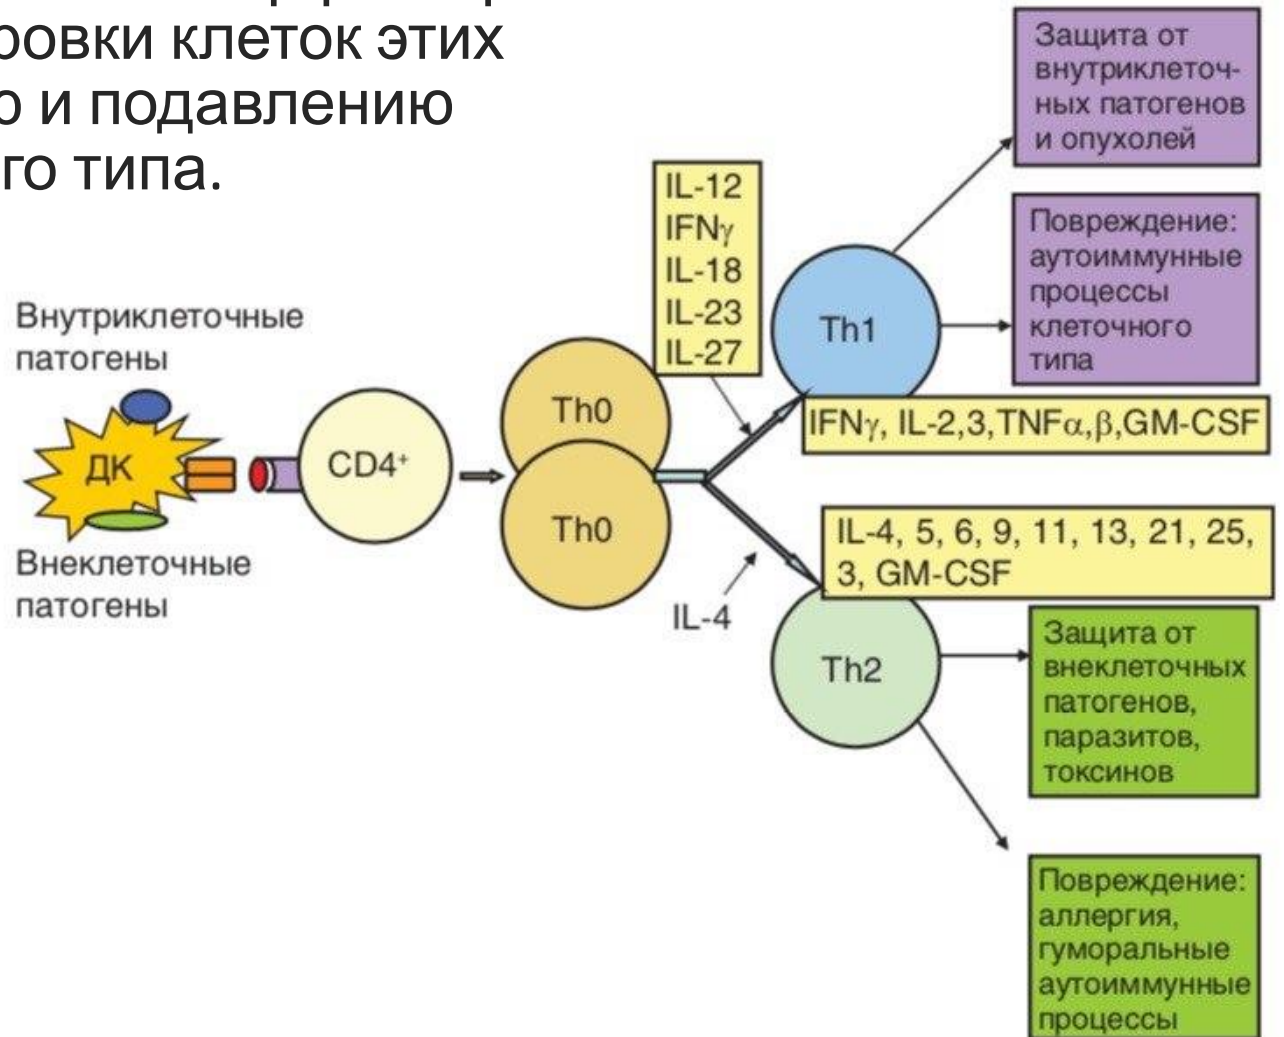 ровки клеток этих
и подавлению
го типа.
Внутриклеточные
патогены
ДК
Внеклеточные
патогены
CD4⁺
Th0
Th0
IL-12
IFNγ
IL-18
IL-23
IL-27
IL-4
Th1
IFNγ, IL-2,3,TNFα,β,GM-CSF
Защита от
внутриклеточ-
ных патогенов
и опухолей
Повреждение:
аутоиммунные
процессы
клеточного
типа
IL-4, 5, 6, 9, 11, 13, 21, 25,
3, GM-CSF
Th2
Защита от
внеклеточных
патогенов,
паразитов,
токсинов
Повреждение:
аллергия,
гуморальные
аутоиммунные
процессы